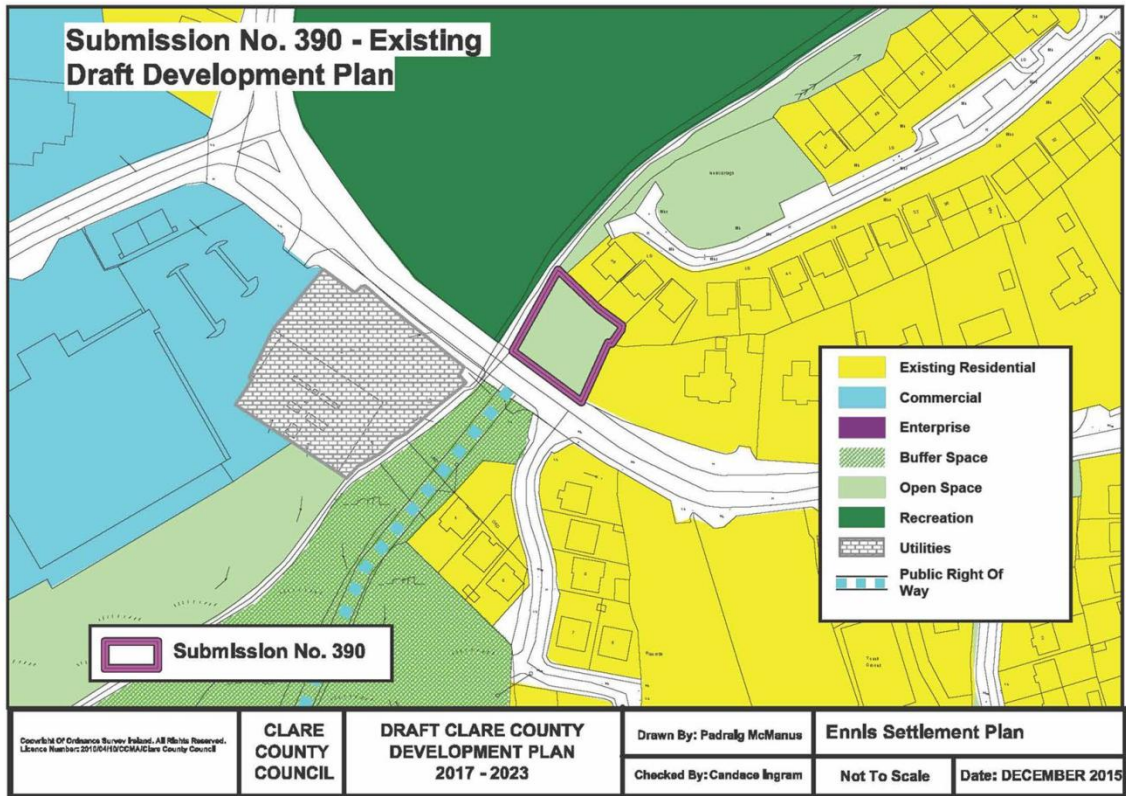 Submission No. 390 - Existing
Draft Development Plan
Existing Residential
Commercial
Enterprise
Buffer Space
Open Space
Recreation
Utilities
Public Right Of
Way
Submission No. 390
Copyright Of Ordnance Survey Ireland. All Rights Reserved.
CLARE
COUNTY
COUNCIL
DRAFT CLARE COUNTY
DEVELOPMENT PLAN
2017 - 2023
Drawn By: Padraig McManus
Checked By: Candace Ingram
Ennis Settlement Plan
Not To Scale
Date: DECEMBER 2015